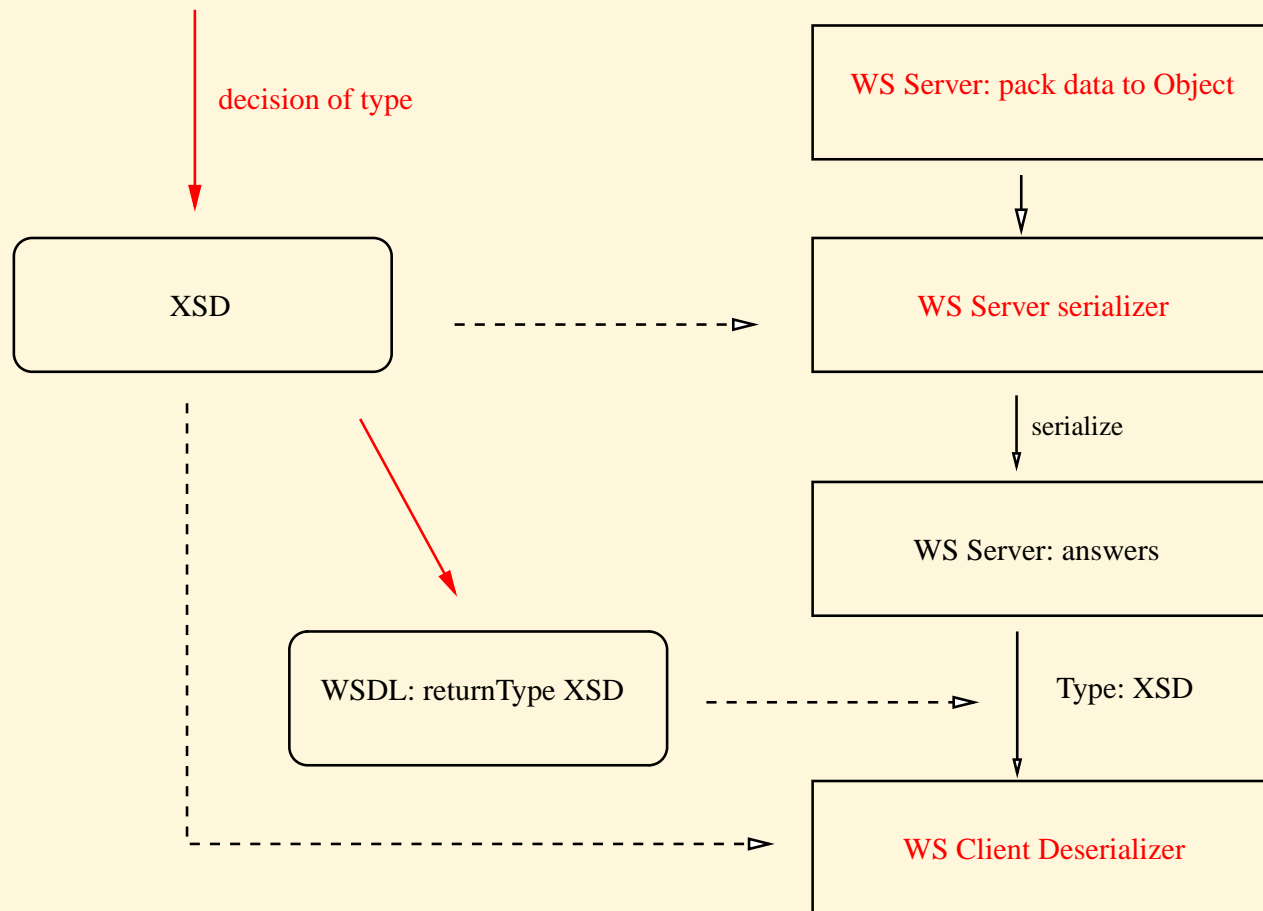 decision of type
WS Server: pack data to Object
XSD
WS Server serializer
serialize
WS Server: answers
WSDL: returnType XSD
Type: XSD
WS Client Deserializer